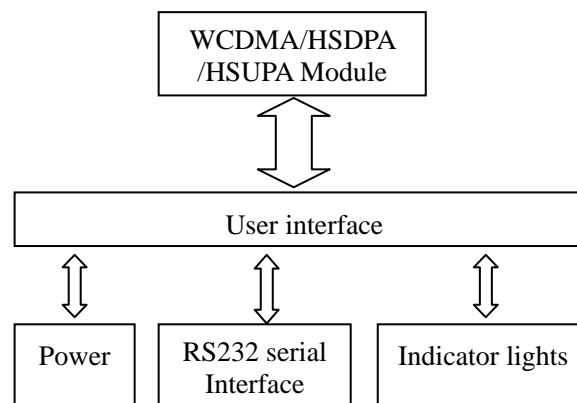 WCDMA/HSDPA
/HSUPA Module
User interface
Power
RS232 serial
Interface
Indicator lights